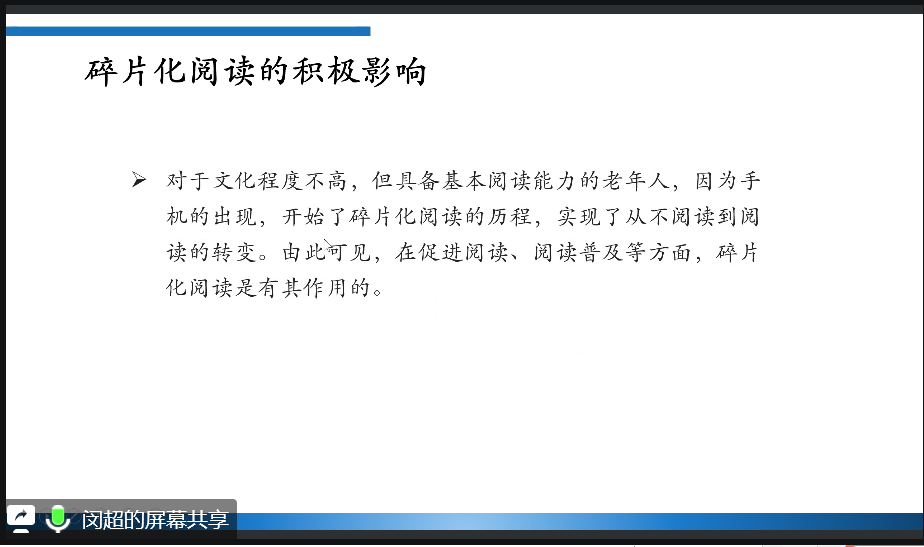 碎片化阅读的积极影响
对于文化程度不高，但具备基本阅读能力的老年人，因为手
机的出现，开始了碎片化阅读的历程，实现了从不阅读到阅
读的转变。由此可见，在促进阅读、阅读普及等方面，碎片
化阅读是有其作用的。
闵超的屏幕共享